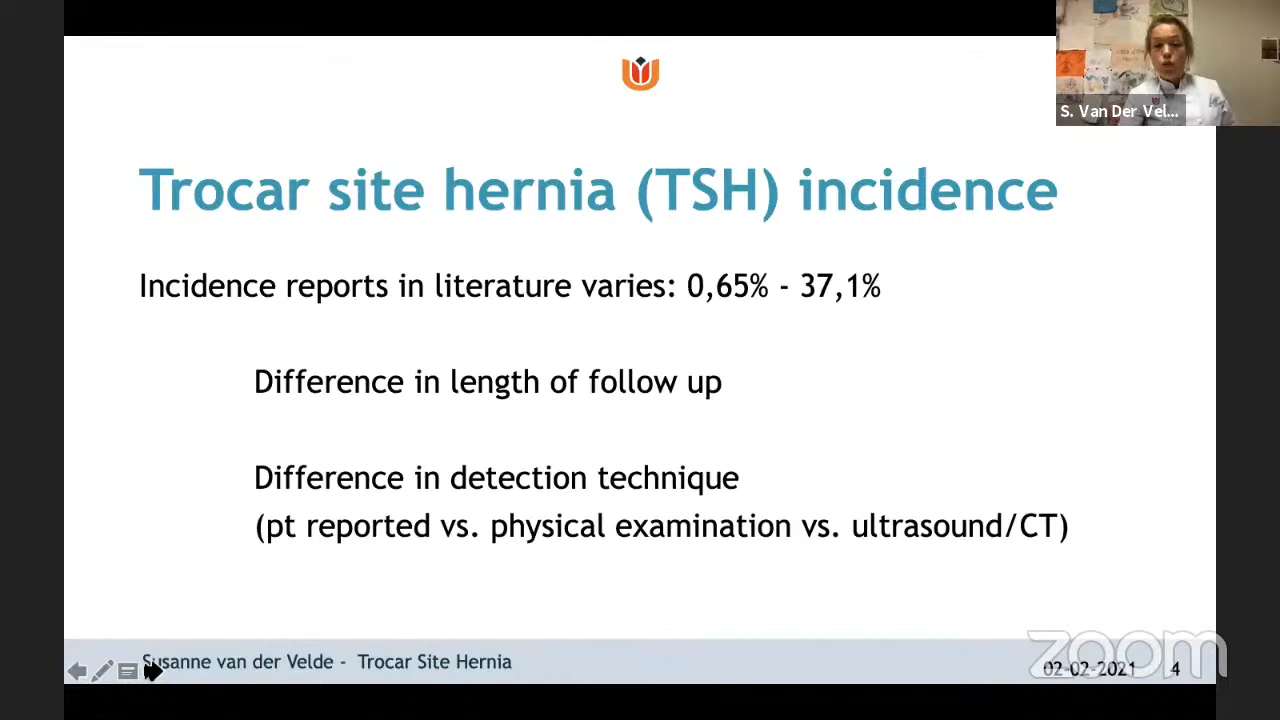 S. Van Der Vel...
Trocar site hernia (TSH) incidence
Incidence reports in literature varies: 0,65% - 37,1%
Difference in length of follow up
Difference in detection technique
(pt reported vs. physical examination vs. ultrasound/CT)
Susanne van der Velde - Trocar Site Hernia
02-02-2021 4
zoom